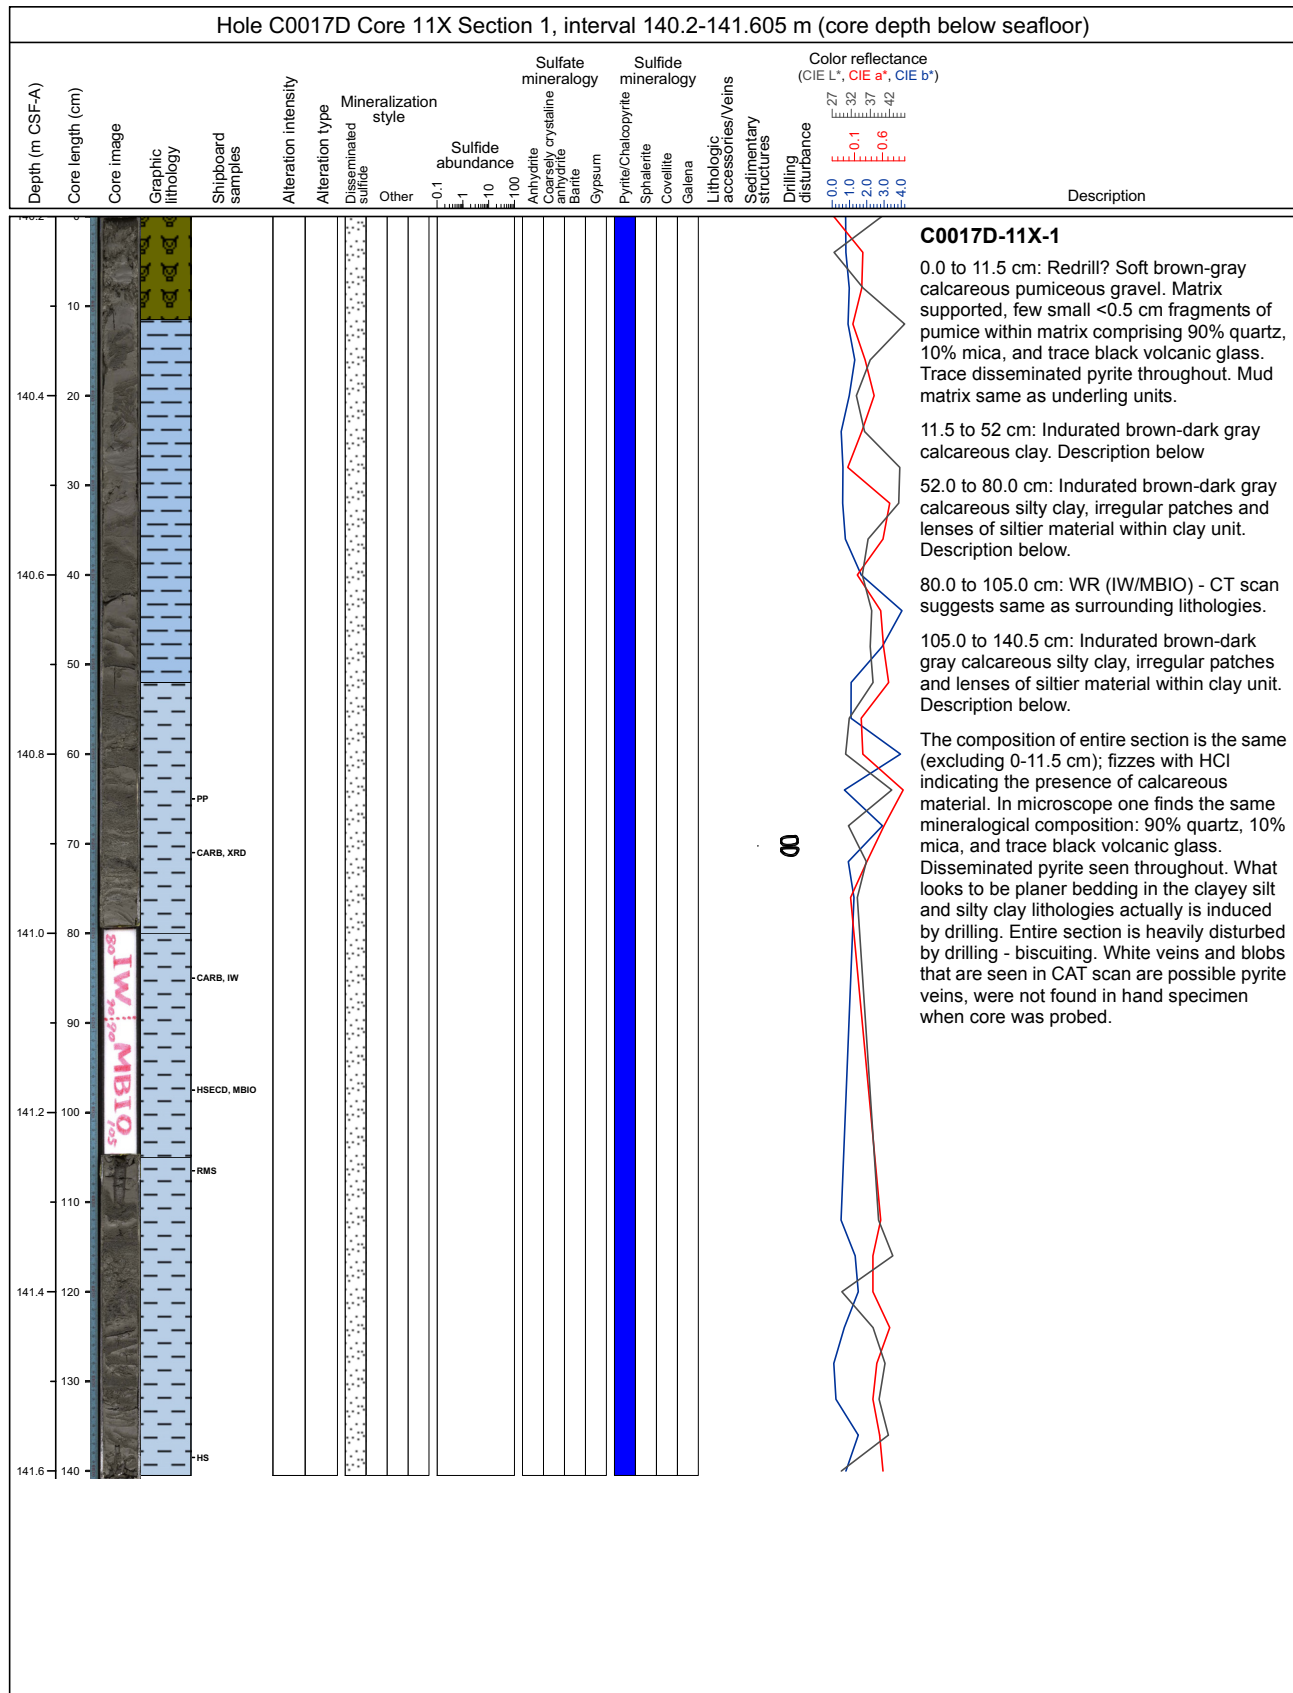 Hole C0017D Core 11X Section 1, interval 140.2-141.605 m (core depth below seafloor)
Depth (m CSF-A)
Core length (cm)
Core image
Graphic
lithology
Shipboard
samples
Alteration intensity
Alteration type
Mineralization
style
Disseminated
sulfide
Other
Sulfide
abundance
0.1
1
10
100
Sulfate
mineralogy
Anhydrite
Coarsely crystaline
anhydrite
Barite
Gypsum
Sulfide
mineralogy
Pyrite/Chalcopyrite
Sphalerite
Covellite
Galena
Lithologic
accessories/Veins
Sedimentary
structures
Drilling
disturbance
Color reflectance
(CIE L*, CIE a*, CIE b*)
27 32 37 42
-0.1 -0.6
0.0 1.0 2.0 3.0 4.0
Description
140.2
140.4
140.6
140.8
141.0
141.2
141.4
141.6
0
10
20
30
40
50
60
70
80
90
100
110
120
130
140
80 IW 90
90 MBIO 105
PP
CARB, XRD
CARB, IW
HSECD, MBIO
RMS
HS
C0017D-11X-1
0.0 to 11.5 cm: Redrill? Soft brown-gray
calcareous pumiceous gravel. Matrix
supported, few small <0.5 cm fragments of
pumice within matrix comprising 90% quartz,
10% mica, and trace black volcanic glass.
Trace disseminated pyrite throughout. Mud
matrix same as underling units.
11.5 to 52 cm: Indurated brown-dark gray
calcareous clay. Description below
52.0 to 80.0 cm: Indurated brown-dark gray
calcareous silty clay, irregular patches and
lenses of siltier material within clay unit.
Description below.
80.0 to 105.0 cm: WR (IW/MBIO) - CT scan
suggests same as surrounding lithologies.
105.0 to 140.5 cm: Indurated brown-dark
gray calcareous silty clay, irregular patches
and lenses of siltier material within clay unit.
Description below.
The composition of entire section is the same
(excluding 0-11.5 cm); fizzes with HCl
indicating the presence of calcareous
material. In microscope one finds the same
mineralogical composition: 90% quartz, 10%
mica, and trace black volcanic glass.
Disseminated pyrite seen throughout. What
looks to be planer bedding in the clayey silt
and silty clay lithologies actually is induced
by drilling. Entire section is heavily disturbed
by drilling - biscuiting. White veins and blobs
that are seen in CAT scan are possible pyrite
veins, were not found in hand specimen
when core was probed.